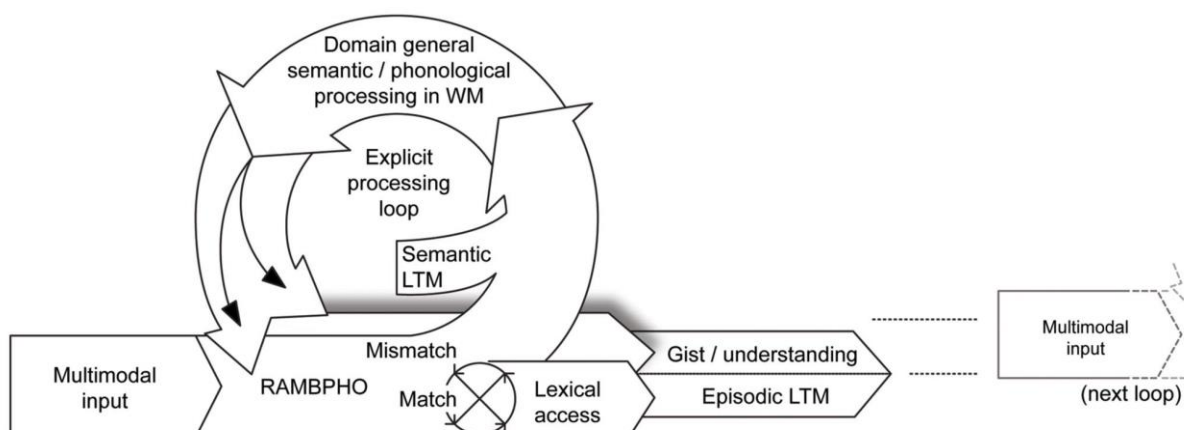 Domain general
semantic / phonological
processing in WM
Explicit
processing
loop
Semantic
LTM
Multimodal
input
RAMBPHO
Mismatch
Match
Lexical
access
Gist / understanding
Episodic LTM
Multimodal
input
(next loop)